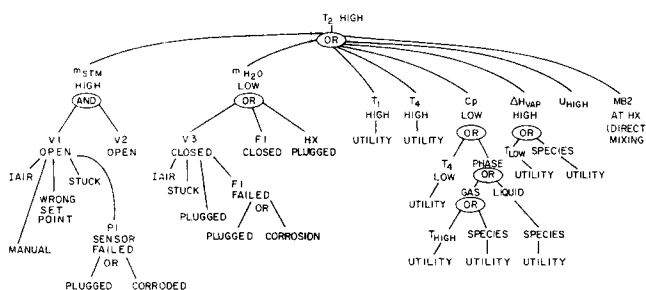 T2 HIGH
OR
mSTM HIGH
AND
mH2O LOW
OR
T1 HIGH
UTILITY
T4 HIGH
UTILITY
Cp LOW
OR
ΔHVAP HIGH
OR
UHIGH
MB2 AT HX (DIRECT MIXING
V1 OPEN
V2 OPEN
V3 CLOSED
F1 CLOSED
HX PLUGGED
T4 LOW
UTILITY
PHASE
OR
TLOW
UTILITY
SPECIES
UTILITY
IAIR
MANUAL
WRONG SET POINT
STUCK
P1 SENSOR FAILED
OR
PLUGGED
CORRODED
IAIR
STUCK
PLUGGED
F1 FAILED
OR
PLUGGED
CORROSION
GAS
OR
LIQUID
THIGH
UTILITY
SPECIES
UTILITY
SPECIES
UTILITY